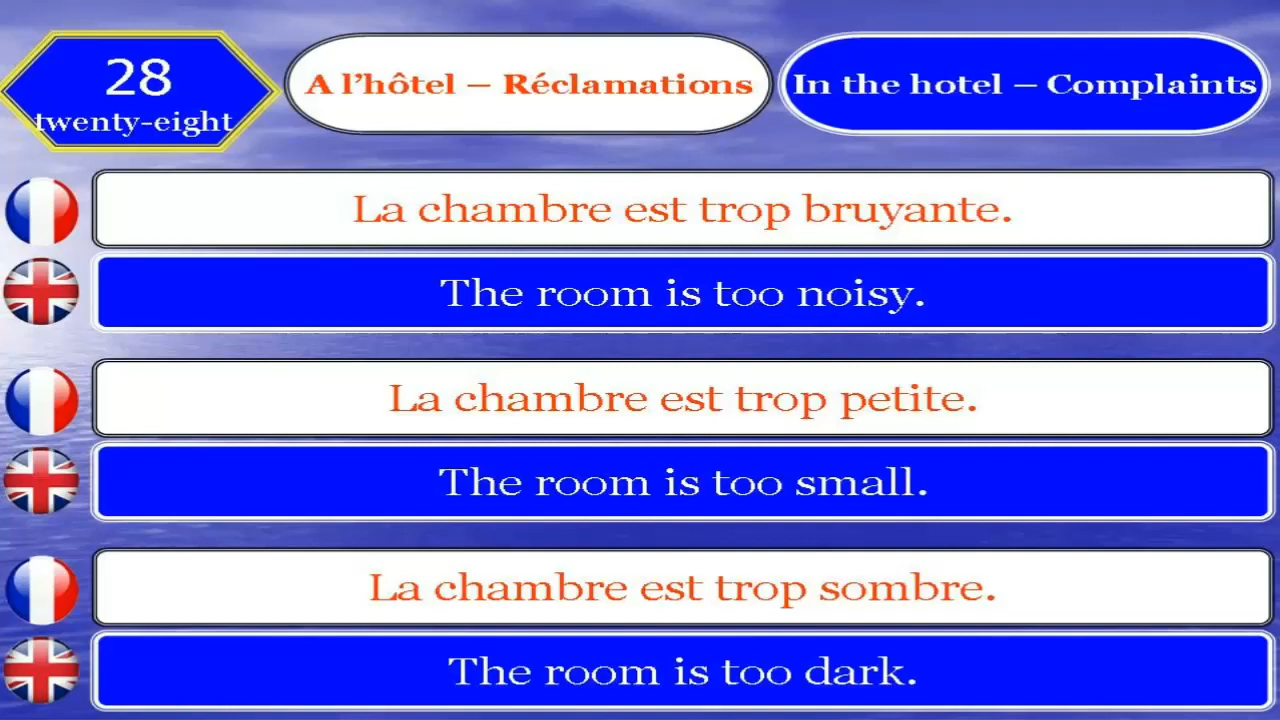 28
twenty-eight
A l’hôtel – Réclamations
In the hotel – Complaints
La chambre est trop bruyante.
The room is too noisy.
La chambre est trop petite.
The room is too small.
La chambre est trop sombre.
The room is too dark.